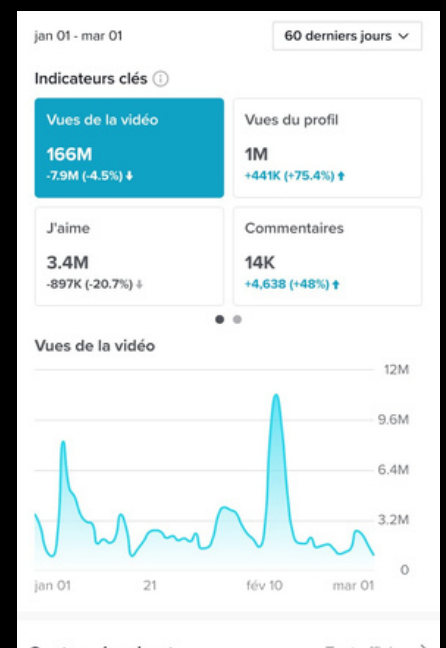 jan 01 - mar 01
60 derniers jours
Indicateurs clés
Vues de la vidéo
166M
-7.9M (-4.5%)
Vues du profil
1M
+441K (+75.4%)
J'aime
3.4M
-897K (-20.7%)
Commentaires
14K
+4,638 (+48%)
Vues de la vidéo
12M
9.6M
6.4M
3.2M
0
jan 01 21 fév 10 mar 01